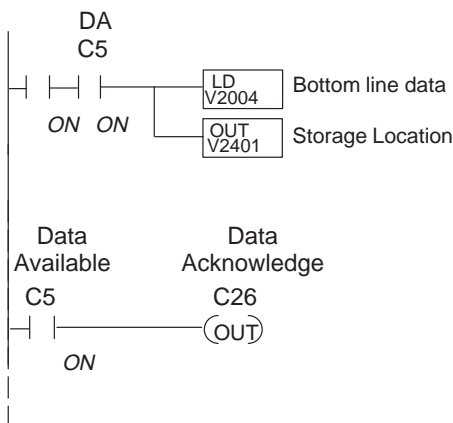 DA
C5
LD
V2004
Bottom line data
ON ON
OUT
V2401
Storage Location
Data Available
Data Acknowledge
C5
C26
OUT
ON